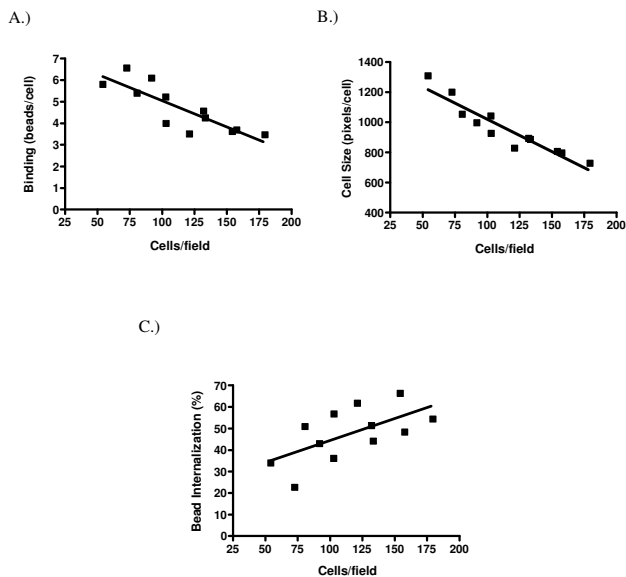 A.)
B.)
7
6
5
4
3
2
1
0
25 50 75 100 125 150 175 200
Binding (beads/cell)
Cells/field
1400
1200
1000
800
600
400
25 50 75 100 125 150 175 200
Cell Size (pixels/cell)
Cells/field
C.)
70
60
50
40
30
20
10
0
25 50 75 100 125 150 175 200
Bead Internalization (%)
Cells/field